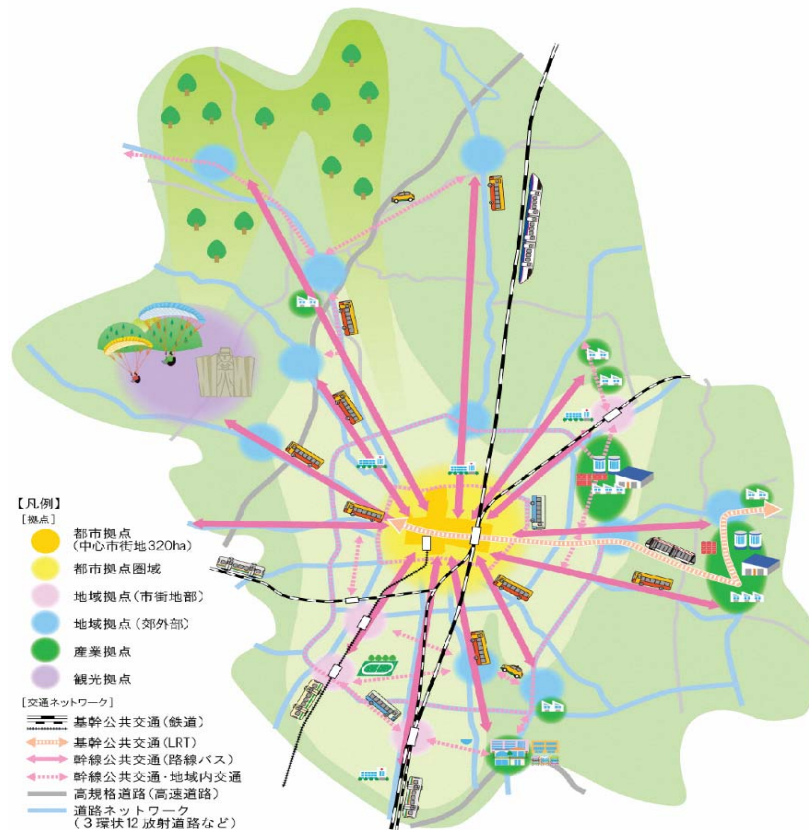 【凡例】
[拠点]
都市拠点
(中心市街地320ha)
都市拠点圏域
地域拠点(市街地部)
地域拠点(郊外部)
産業拠点
観光拠点
[交通ネットワーク]
基幹公共交通(鉄道)
基幹公共交通(LRT)
幹線公共交通(路線バス)
幹線公共交通・地域内交通
高規格道路(高速道路)
道路ネットワーク
(3環状12放射道路など)